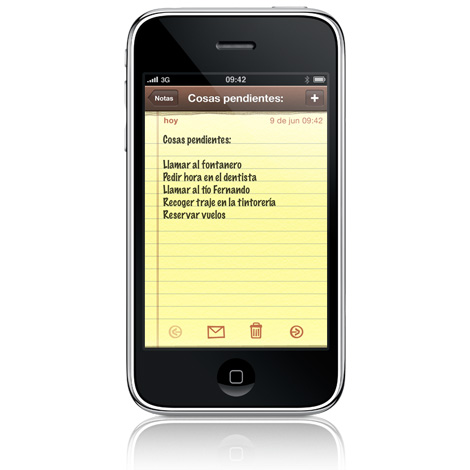 3G 09:42
Notas Cosas pendientes: +
hoy 9 de jun 09:42
Cosas pendientes:
Llamar al fontanero
Pedir hora en el dentista
Llamar al tío Fernando
Recoger traje en la tintorería
Reservar vuelos